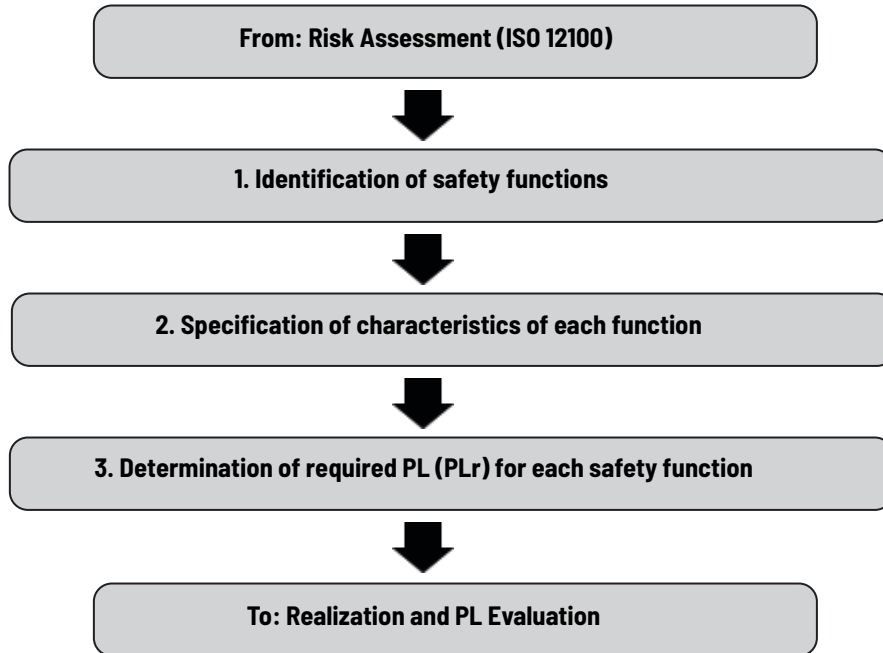 From: Risk Assessment (ISO 12100)
1. Identification of safety functions
2. Specification of characteristics of each function
3. Determination of required PL (PLr) for each safety function
To: Realization and PL Evaluation